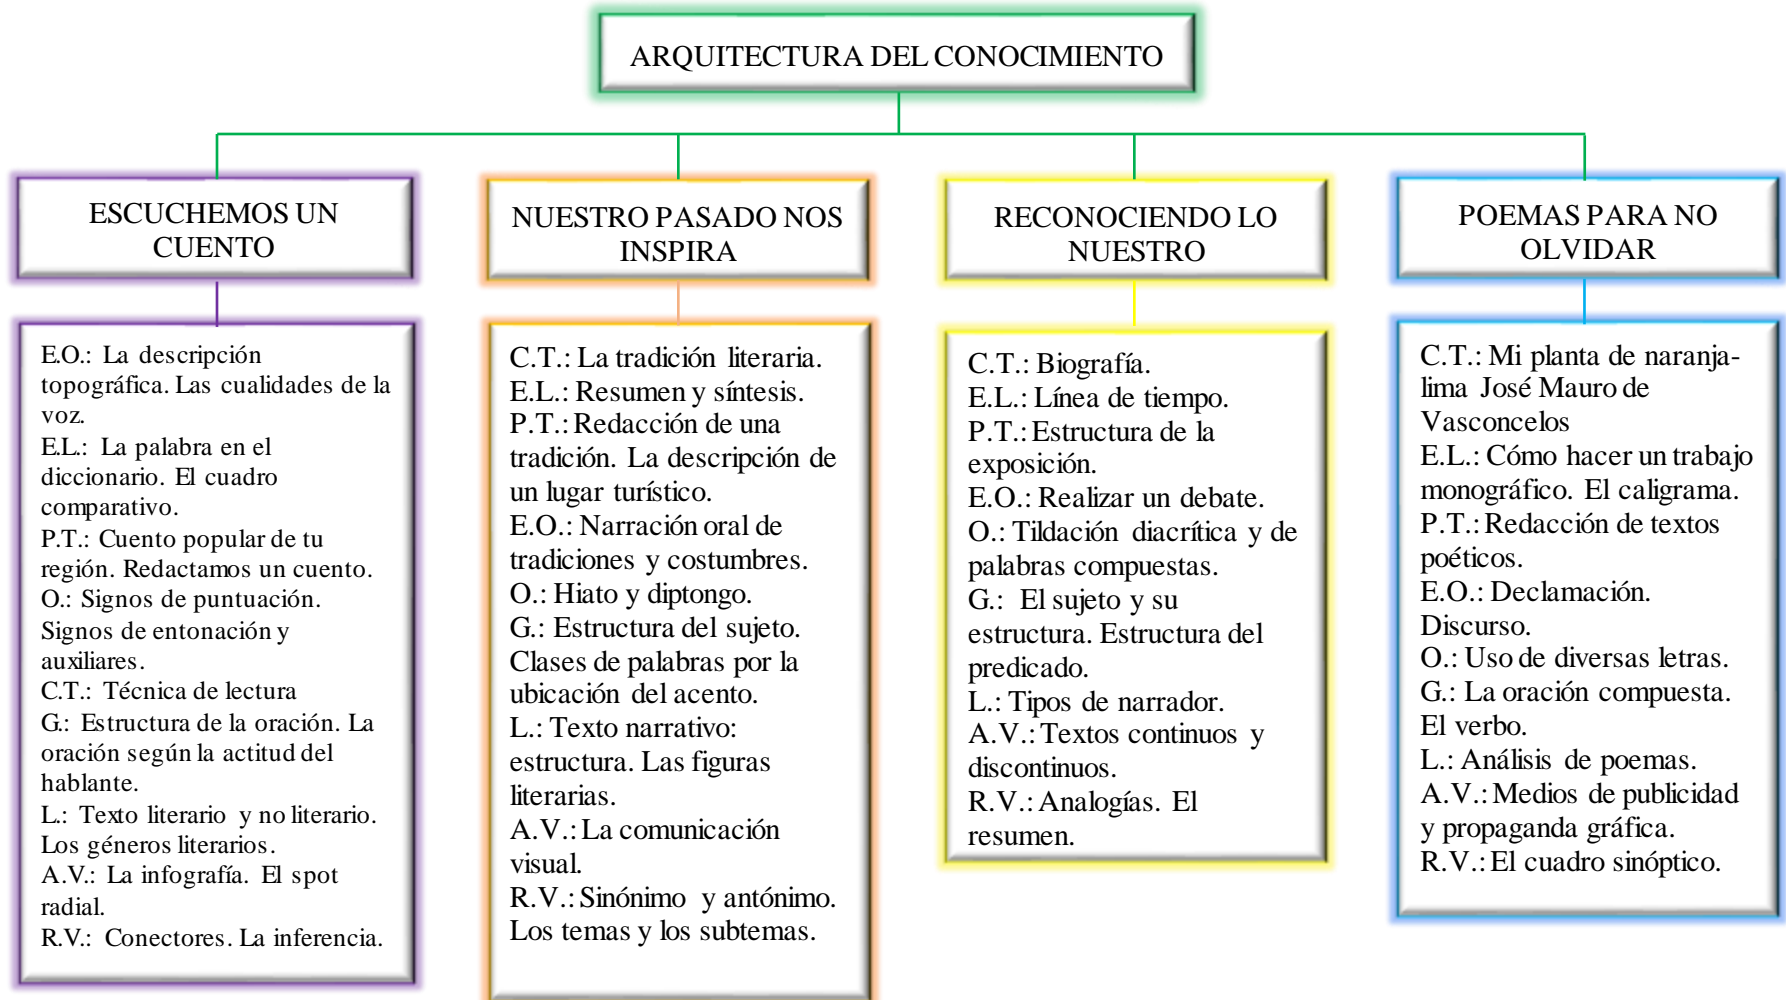 ARQUITECTURA DEL CONOCIMIENTO
ESCUCHEMOS UN
CUENTO
E.O.: La descripción
topográfica. Las cualidades de la
voz.
E.L.: La palabra en el
diccionario. El cuadro
comparativo.
P.T.: Cuento popular de tu
región. Redactamos un cuento.
O.: Signos de puntuación.
Signos de entonación y
auxiliares.
C.T.: Técnica de lectura
G.: Estructura de la oración. La
oración según la actitud del
hablante.
L.: Texto literario y no literario.
Los géneros literarios.
A.V.: La infografía. El spot
radial.
R.V.: Conectores. La inferencia.
NUESTRO PASADO NOS
INSPIRA
C.T.: La tradición literaria.
E.L.: Resumen y síntesis.
P.T.: Redacción de una
tradición. La descripción de
un lugar turístico.
E.O.: Narración oral de
tradiciones y costumbres.
O.: Hiato y diptongo.
G.: Estructura del sujeto.
Clases de palabras por la
ubicación del acento.
L.: Texto narrativo:
estructura. Las figuras
literarias.
A.V.: La comunicación
visual.
R.V.: Sinónimo y antónimo.
Los temas y los subtemas.
RECONOCIENDO LO
NUESTRO
C.T.: Biografía.
E.L.: Línea de tiempo.
P.T.: Estructura de la
exposición.
E.O.: Realizar un debate.
O.: Tildación diacrítica y de
palabras compuestas.
G.: El sujeto y su
estructura. Estructura del
predicado.
L.: Tipos de narrador.
A.V.: Textos continuos y
discontinuos.
R.V.: Analogías. El
resumen.
POEMAS PARA NO
OLVIDAR
C.T.: Mi planta de naranja-
lima José Mauro de
Vasconcelos
E.L.: Cómo hacer un trabajo
monográfico. El caligrama.
P.T.: Redacción de textos
poéticos.
E.O.: Declamación.
Discurso.
O.: Uso de diversas letras.
G.: La oración compuesta.
El verbo.
L.: Análisis de poemas.
A.V.: Medios de publicidad
y propaganda gráfica.
R.V.: El cuadro sinóptico.